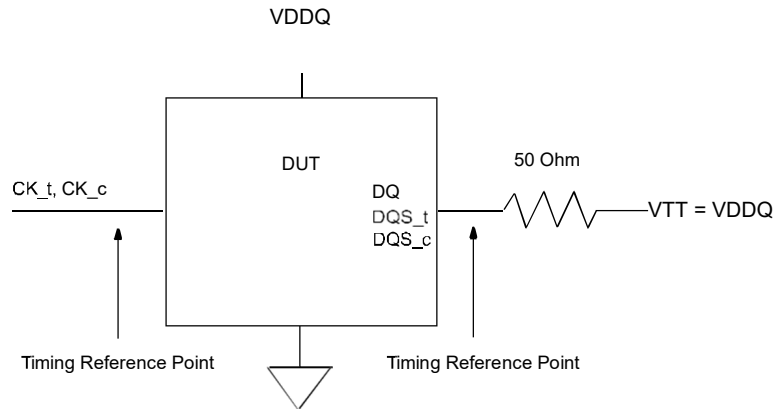 VDDQ
DUT
50 Ohm
CK_t, CK_c
DQ
DQS_t
DQS_c
VTT = VDDQ
Timing Reference Point
Timing Reference Point